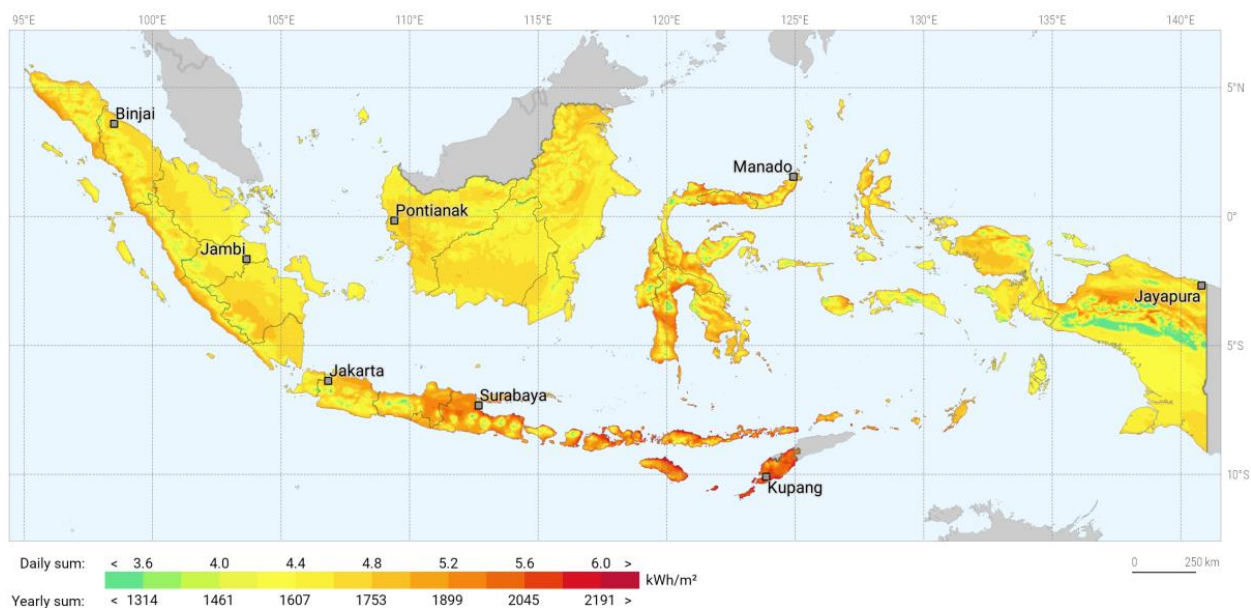 95°E 100°E 105°E 110°E 115°E 120°E 125°E 130°E 135°E 140°E
5°N
Binjai
Manado
Pontianak
0°
Jambi
Jayapura
5°S
Jakarta
Surabaya
10°S
Kupang
Daily sum: < 3.6 4.0 4.4 4.8 5.2 5.6 6.0 >
kWh/m²
Yearly sum: < 1314 1461 1607 1753 1899 2045 2191 >
0 250 km